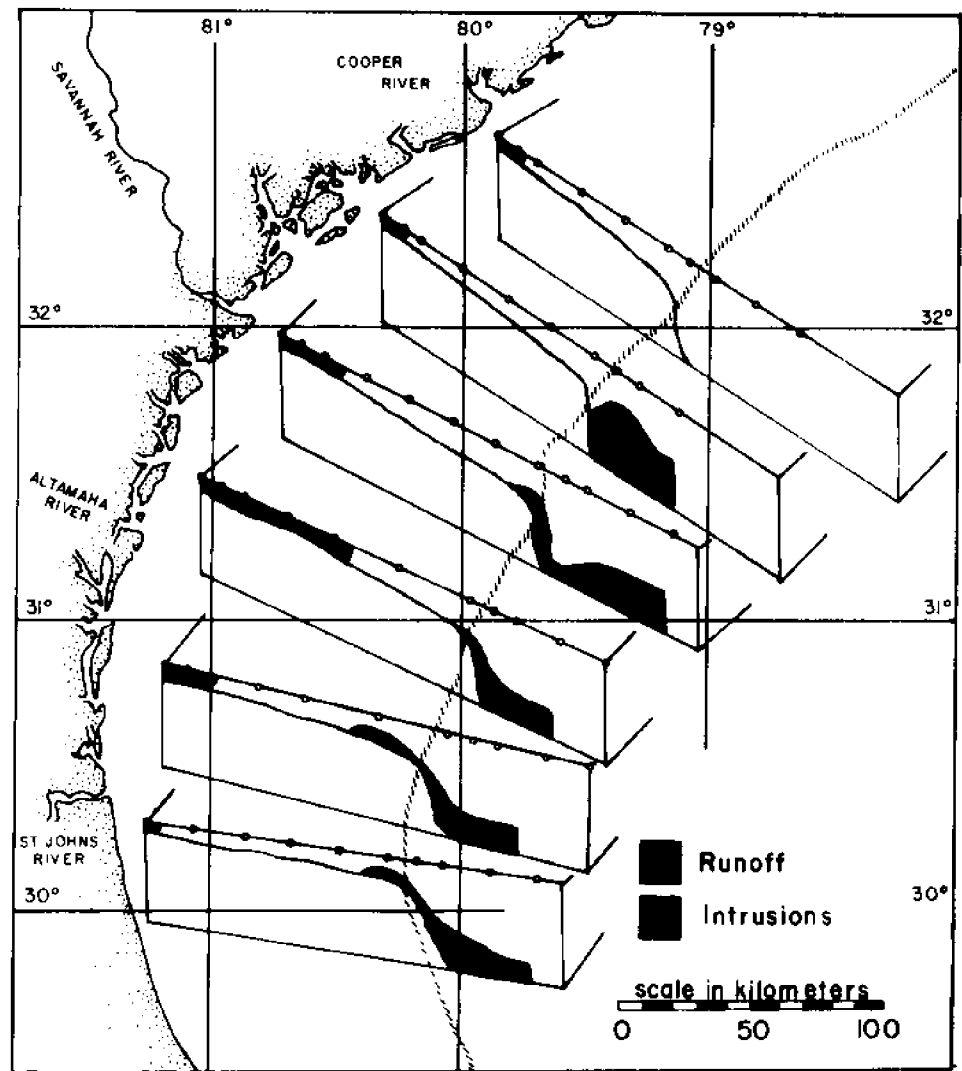 81°
80°
79°
COOPER
RIVER
SAVANNAH RIVER
32°
32°
ALTAMAHA
RIVER
31°
31°
ST JOHNS
RIVER
Runoff
30°
30°
Intrusions
scale in kilometers
0 50 100